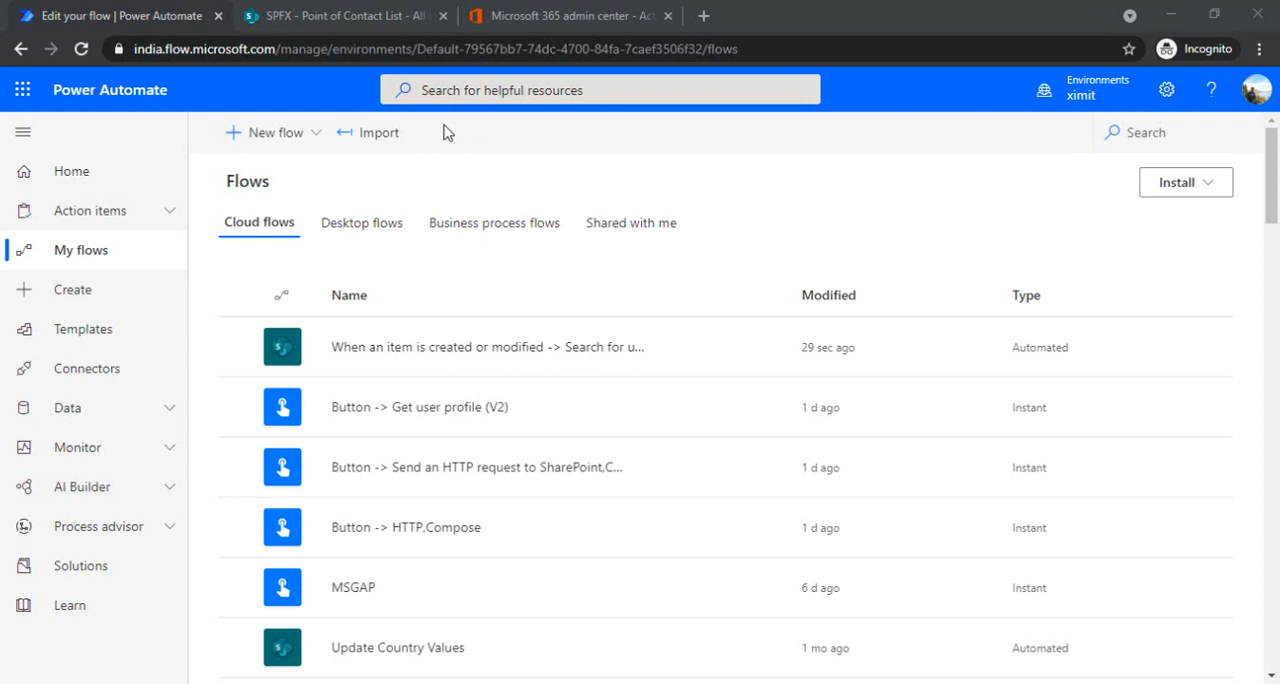 Edit your flow | Power Automate
SPFX - Point of Contact List - All
Microsoft 365 admin center - Ac
india.flow.microsoft.com/manage/environments/Default-79567bb7-74dc-4700-84fa-7caef3506f32/flows
Incognito
Power Automate
Search for helpful resources
Environments
ximit
?
New flow
Import
Search
Home
Action items
My flows
Create
Templates
Connectors
Data
Monitor
AI Builder
Process advisor
Solutions
Learn
Flows
Install
Cloud flows Desktop flows Business process flows Shared with me
Name Modified Type
When an item is created or modified -> Search for u... 29 sec ago Automated
Button -> Get user profile (V2) 1 d ago Instant
Button -> Send an HTTP request to SharePoint,C... 1 d ago Instant
Button -> HTTP,Compose 1 d ago Instant
MSGAP 6 d ago Instant
Update Country Values 1 mo ago Automated